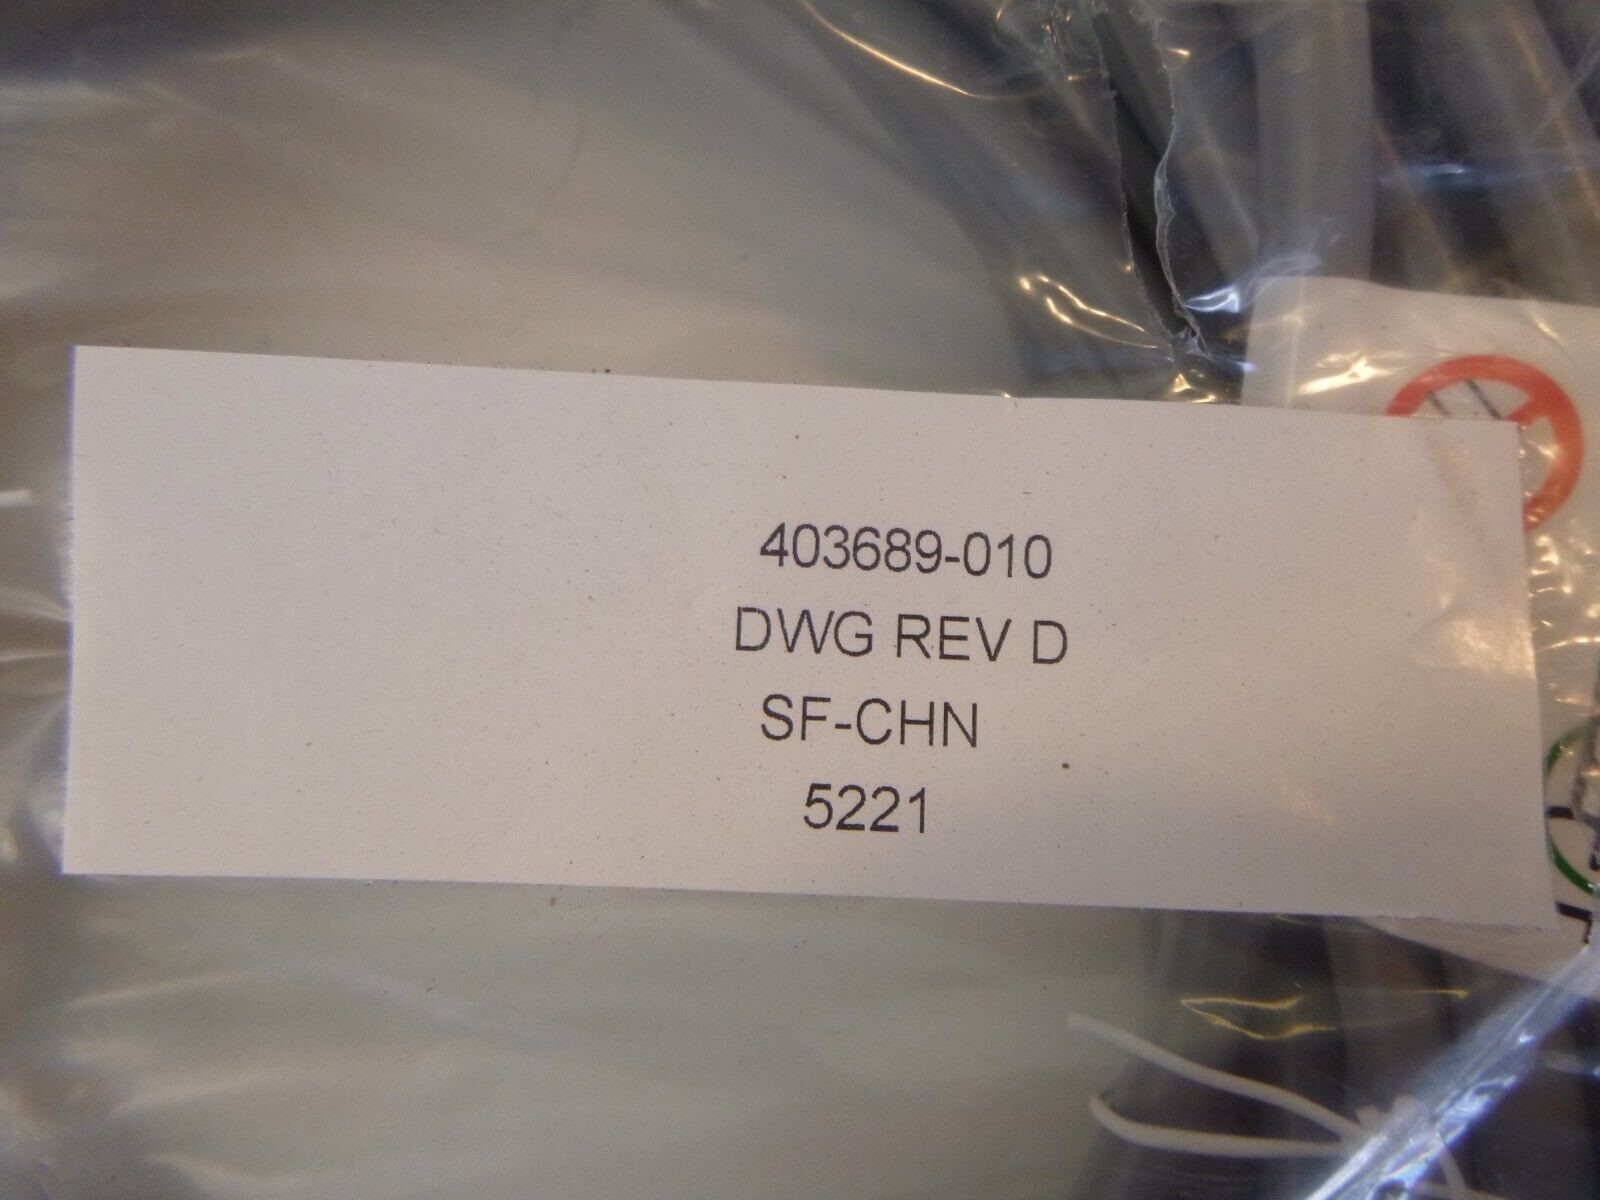 403689-010
DWG REV D
SF-CHN
5221